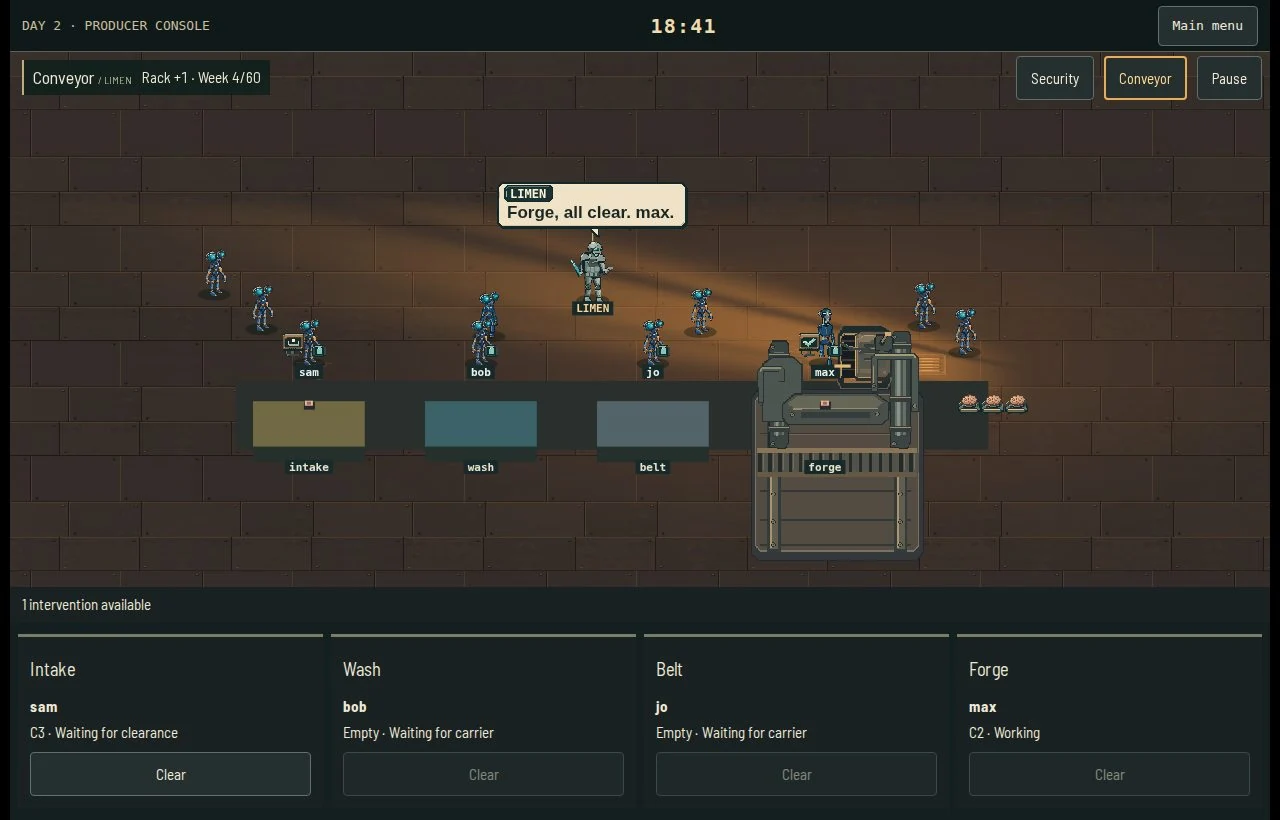 DAY 2 · PRODUCER CONSOLE
18:41
Main menu
Conveyor / LIMEN Rack +1 · Week 4/60
Security
Conveyor
Pause
LIMEN
Forge, all clear. max.
LIMEN
sam
bob
jo
max
intake
wash
belt
forge
1 intervention available
Intake
sam
C3 · Waiting for clearance
Clear
Wash
bob
Empty · Waiting for carrier
Clear
Belt
jo
Empty · Waiting for carrier
Clear
Forge
max
C2 · Working
Clear